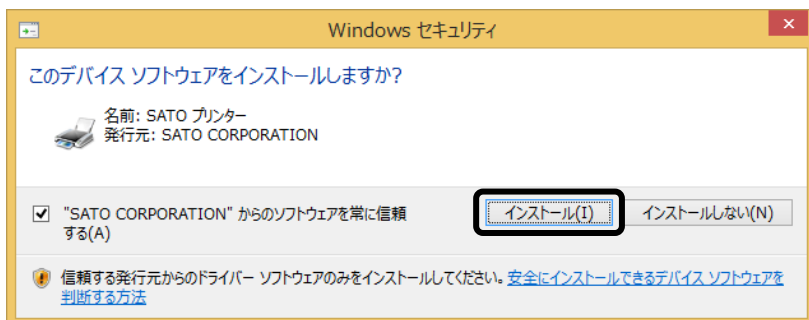 Windows セキュリティ
このデバイス ソフトウェアをインストールしますか?
名前: SATO プリンター
発行元: SATO CORPORATION
"SATO CORPORATION" からのソフトウェアを常に信頼
する(A)
インストール(I)
インストールしない(N)
信頼する発行元からのドライバー ソフトウェアのみをインストールしてください。安全にインストールできるデバイス ソフトウェアを
判断する方法